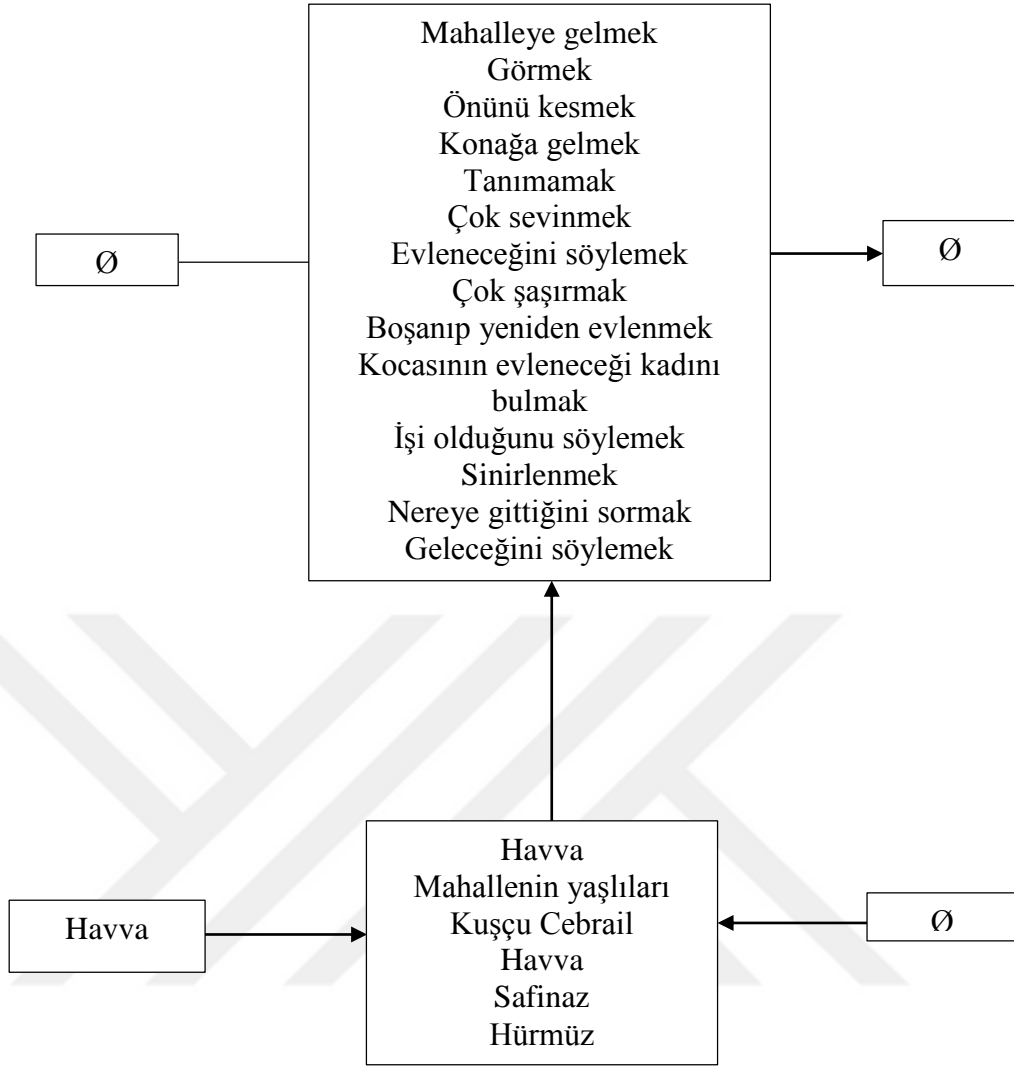 Mahalleye gelmek
Görmek
Önünü kesmek
Konağa gelmek
Tanımamak
Çok sevinmek
Evleneceğini söylemek
Çok şaşırmak
Boşanıp yeniden evlenmek
Kocasının evleneceği kadını
bulmak
İşi olduğunu söylemek
Sinirlenmek
Nereye gittiğini sormak
Geleceğini söylemek
Ø
Ø
Havva
Havva
Mahallenin yaşlıları
Kuşçu Cebrail
Havva
Safinaz
Hürmüz
Ø